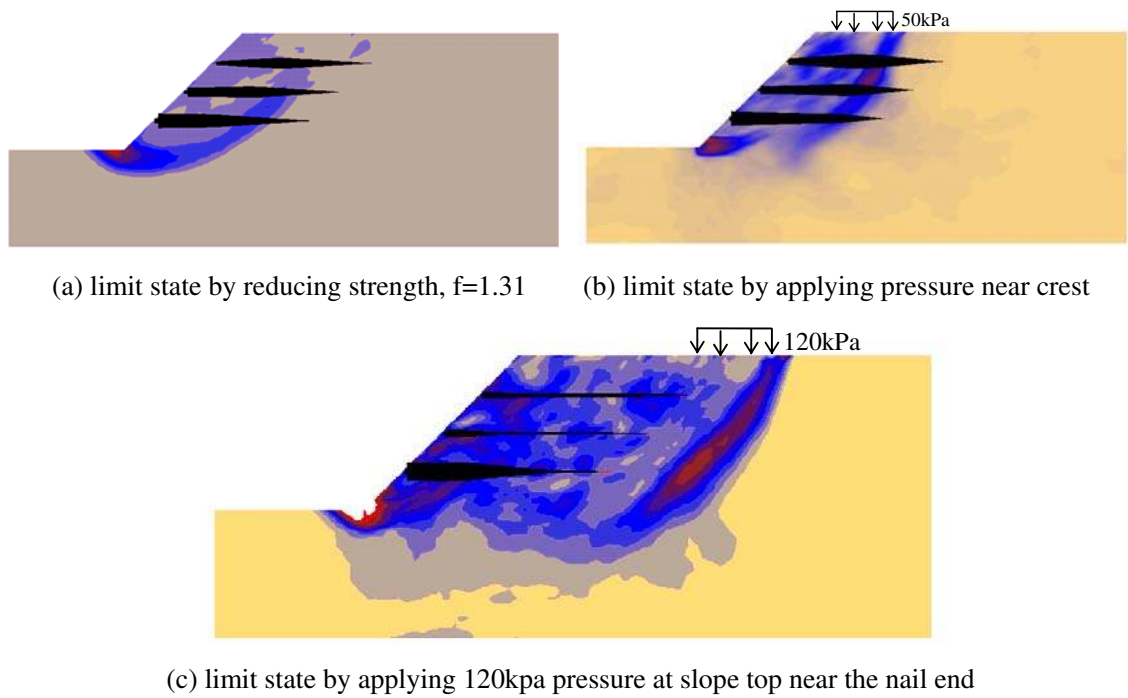 50kPa
(a) limit state by reducing strength, f=1.31
(b) limit state by applying pressure near crest
120kPa
(c) limit state by applying 120kpa pressure at slope top near the nail end